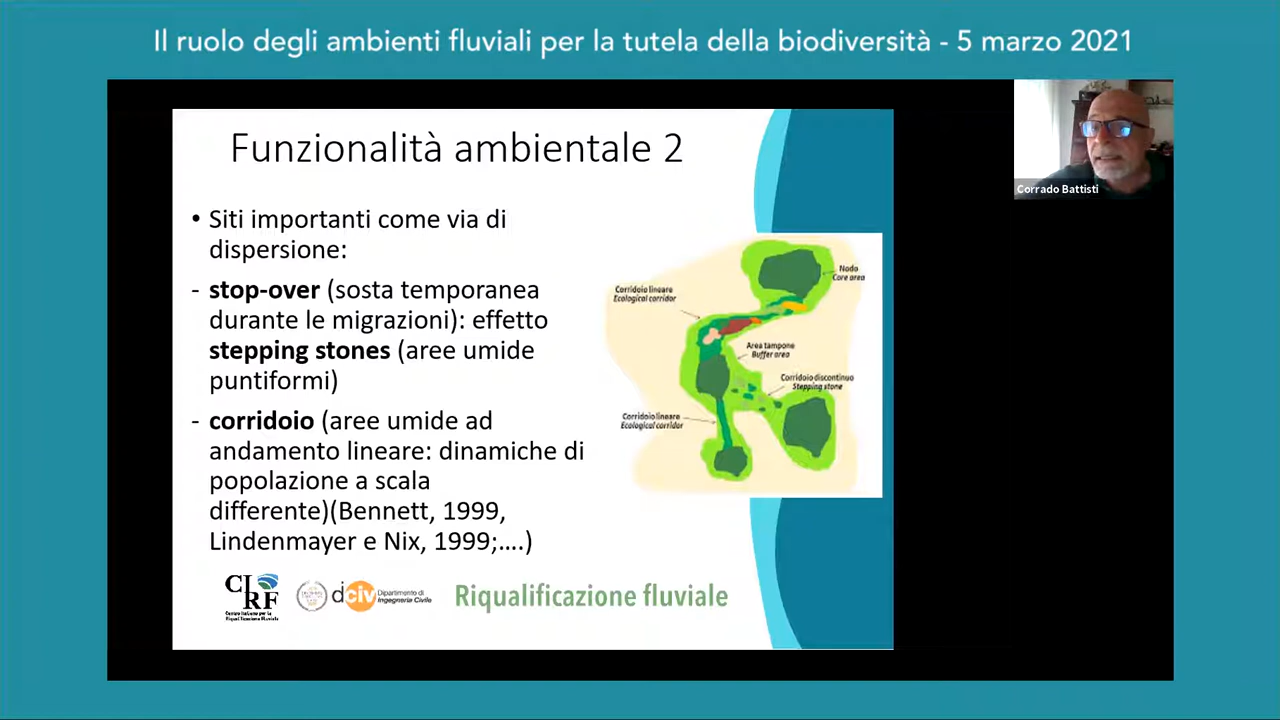 Il ruolo degli ambienti fluviali per la tutela della biodiversità - 5 marzo 2021
Corrado Battisti
Funzionalità ambientale 2
• Siti importanti come via di
dispersione:
- stop-over (sosta temporanea
durante le migrazioni): effetto
stepping stones (aree umide
puntiformi)
- corridoio (aree umide ad
andamento lineare: dinamiche di
popolazione a scala
differente)(Bennett, 1999,
Lindenmayer e Nix, 1999;....)
Nodo
Core area
Corridoio lineare
Ecological corridor
Area tampone
Buffer area
Corridoio discontinuo
Stepping stone
Corridoio lineare
Ecological corridor
CIRF
Centro Italiano per la
Riqualificazione Fluviale
dciv
Dipartimento di
Ingegneria Civile
Riqualificazione fluviale